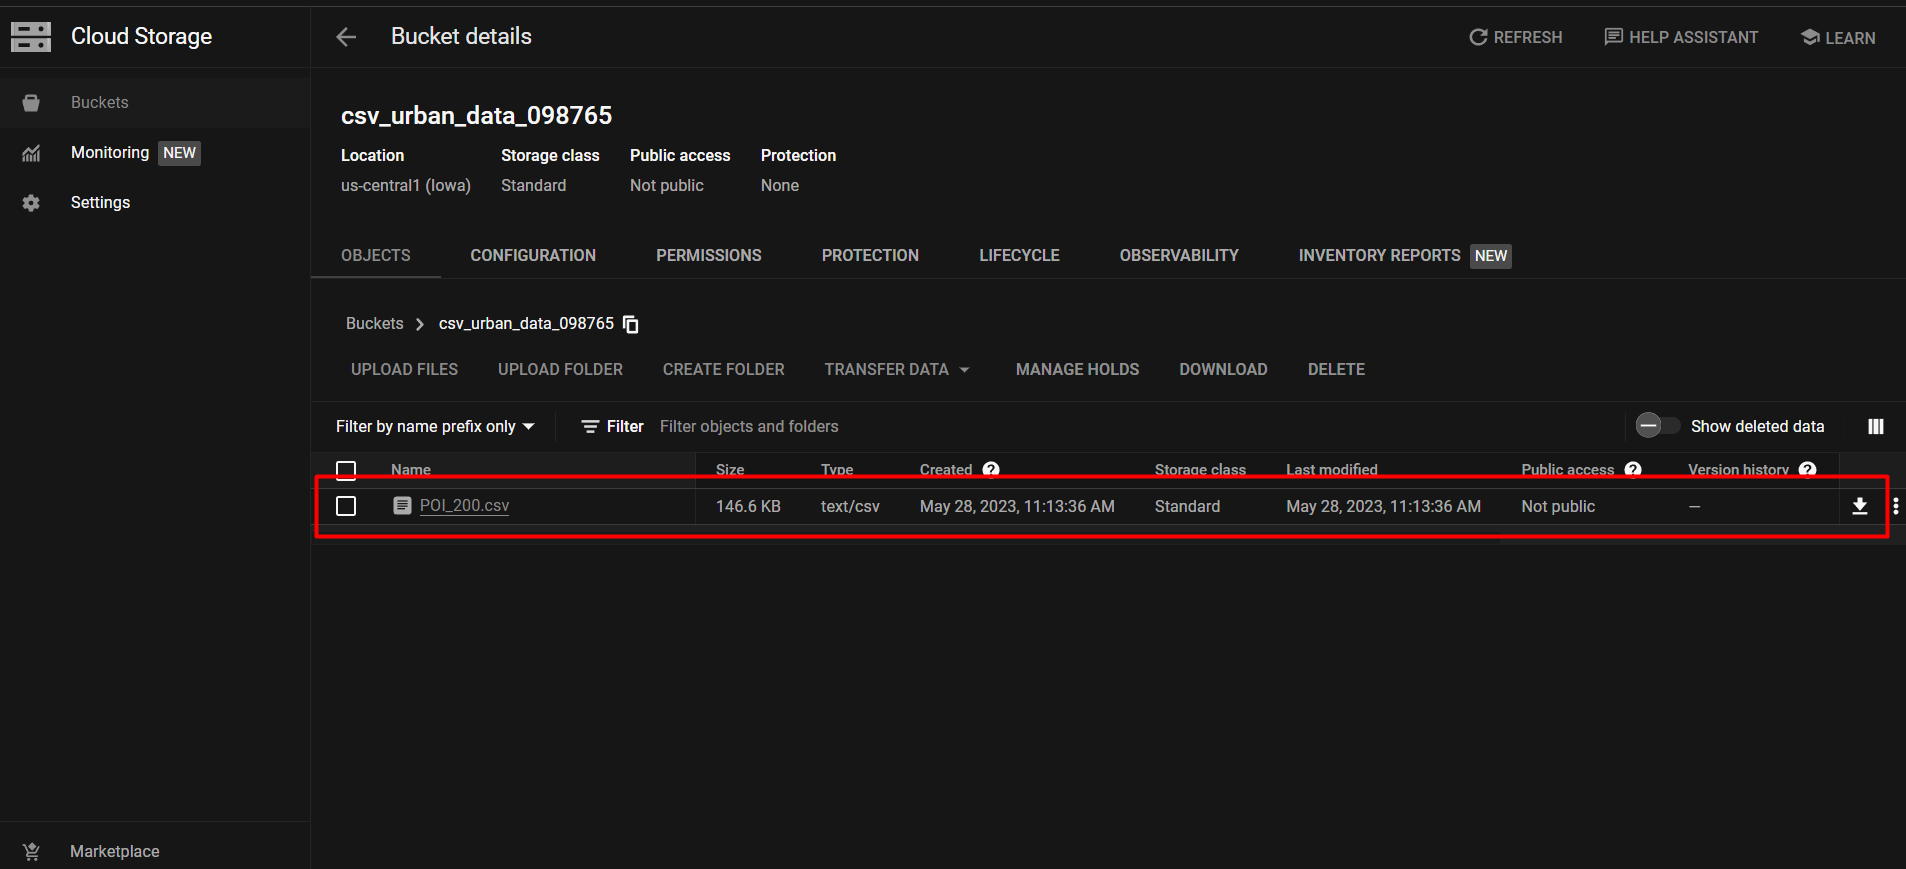 Cloud Storage
Bucket details
REFRESH
HELP ASSISTANT
LEARN
Buckets
Monitoring NEW
Settings
csv_urban_data_098765
Location Storage class Public access Protection
us-central1 (Iowa) Standard Not public None
OBJECTS CONFIGURATION PERMISSIONS PROTECTION LIFECYCLE OBSERVABILITY INVENTORY REPORTS NEW
Buckets > csv_urban_data_098765
UPLOAD FILES UPLOAD FOLDER CREATE FOLDER TRANSFER DATA MANAGE HOLDS DOWNLOAD DELETE
Filter by name prefix only Filter Filter objects and folders Show deleted data
Name Size Type Created ? Storage class Last modified Public access ? Version history ?
POI_200.csv 146.6 KB text/csv May 28, 2023, 11:13:36 AM Standard May 28, 2023, 11:13:36 AM Not public —
Marketplace